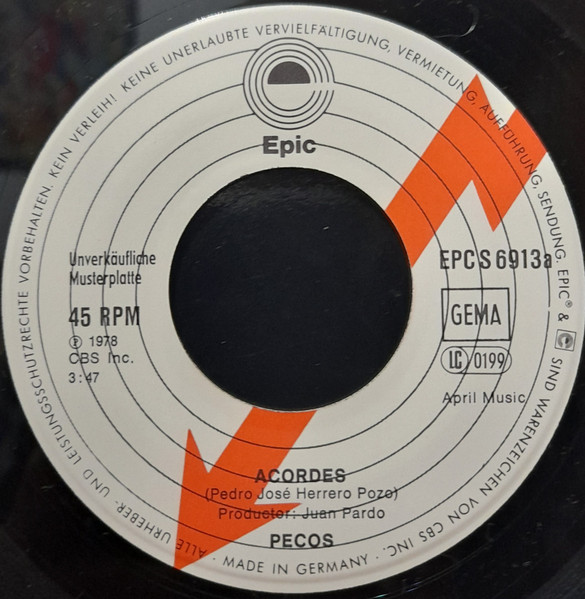 ALLE URHEBER- UND LEISTUNGSSCHUTZRECHTE VORBEHALTEN. KEIN VERLEIH! KEINE UNERLAUBTE VERVIELFÄLTIGUNG, VERMIETUNG, AUFFÜHRUNG, SENDUNG. EPIC® & e SIND WARENZEICHEN VON CBS INC. · MADE IN GERMANY ·
e
Epic
Unverkäufliche
Musterplatte
45 RPM
℗ 1978
CBS Inc.
3:47
EPC S 6913a
GEMA
LC 0199
April Music
ACORDES
(Pedro José Herrero Pozo)
Productor: Juan Pardo
PECOS